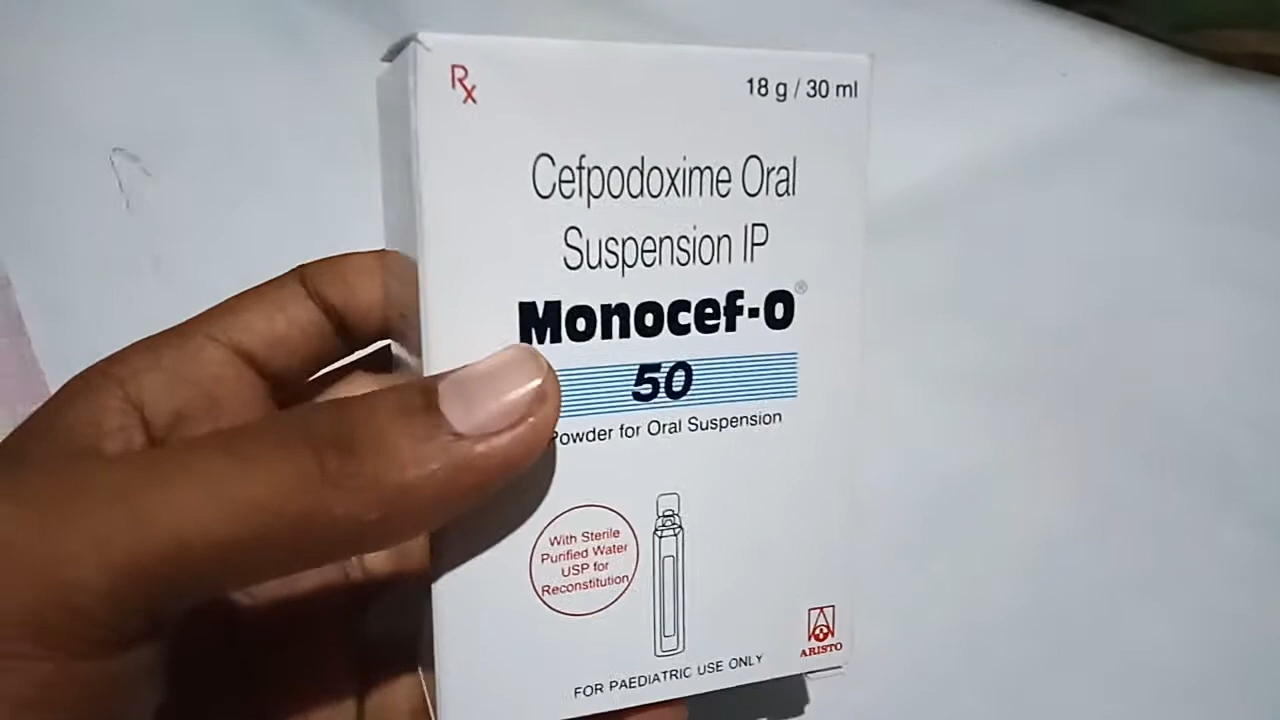 Rx
18 g / 30 ml
Cefpodoxime Oral
Suspension IP
Monocef-O®
50
Powder for Oral Suspension
With Sterile
Purified Water
USP for
Reconstitution
ARISTO
FOR PAEDIATRIC USE ONLY